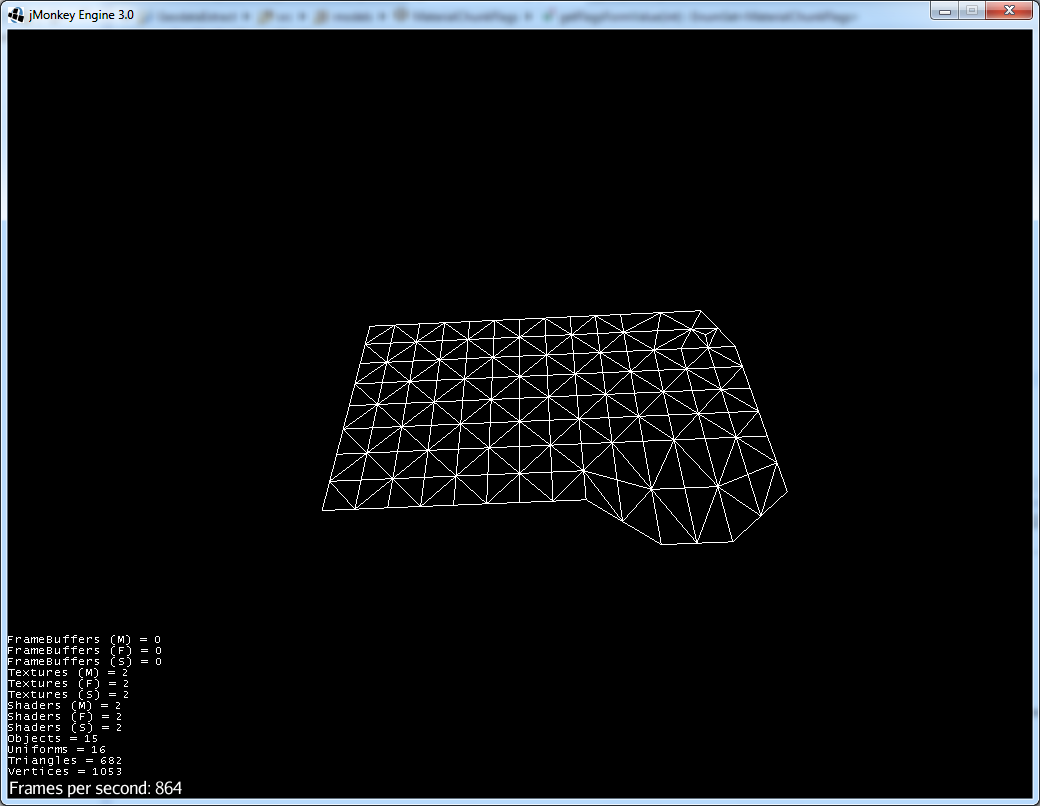 jMonkey Engine 3.0
FrameBuffers (M) = 0
FrameBuffers (F) = 0
FrameBuffers (S) = 0
Textures (M) = 2
Textures (F) = 2
Textures (S) = 2
Shaders (M) = 2
Shaders (F) = 2
Shaders (S) = 2
Objects = 15
Uniforms = 16
Triangles = 682
Vertices = 1053
Frames per second: 864